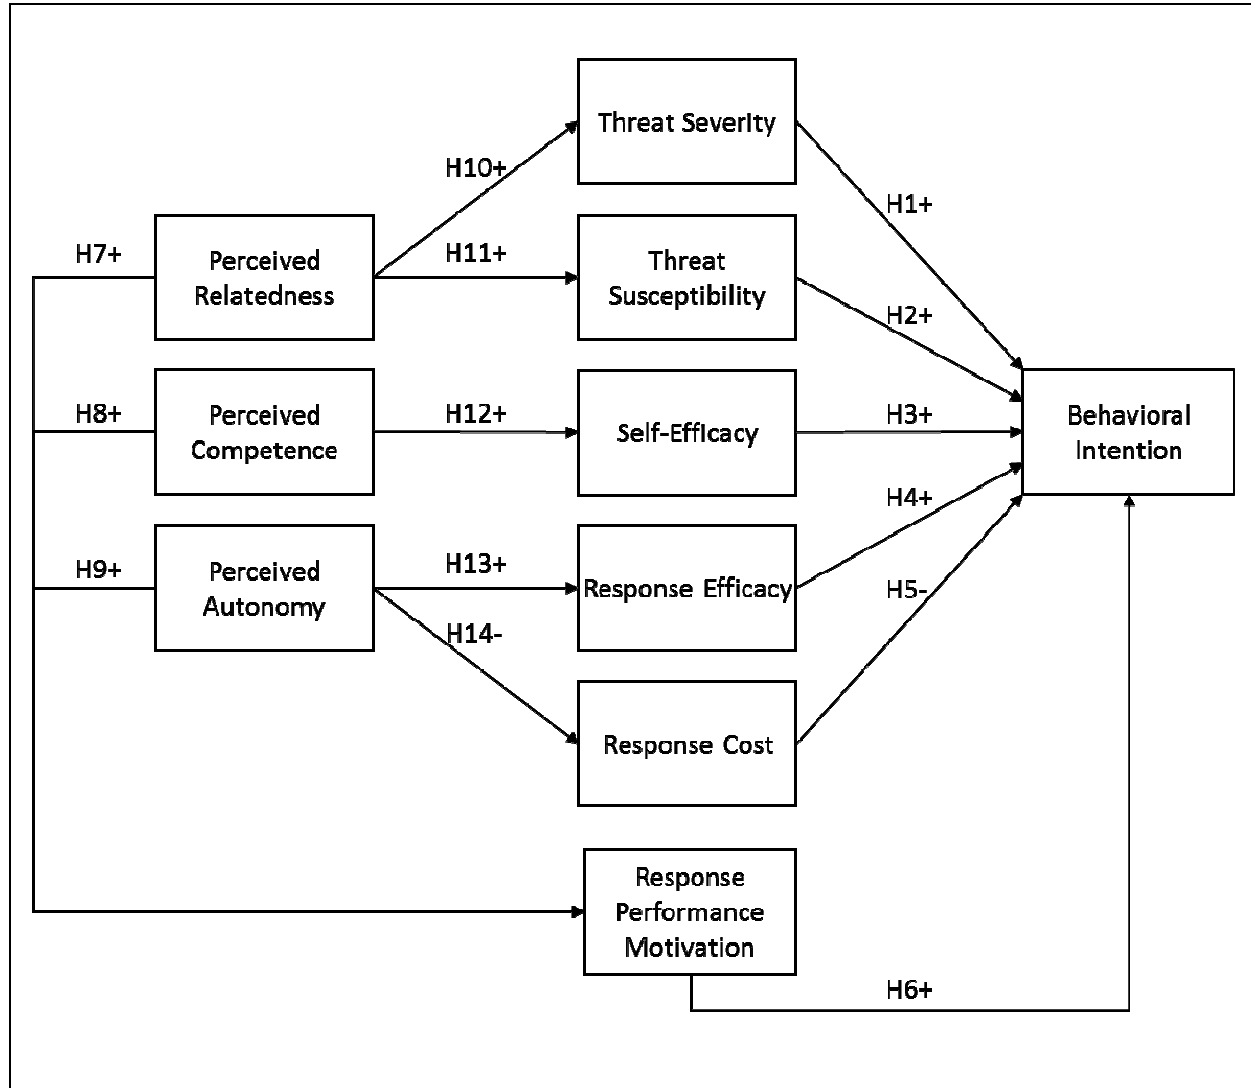 Threat Severity
H10+
H1+
H7+
Perceived
Relatedness
H11+
Threat
Susceptibility
H2+
H8+
Perceived
Competence
H12+
Self-Efficacy
H3+
Behavioral
Intention
H4+
H9+
Perceived
Autonomy
H13+
Response Efficacy
H5-
H14-
Response Cost
Response
Performance
Motivation
H6+